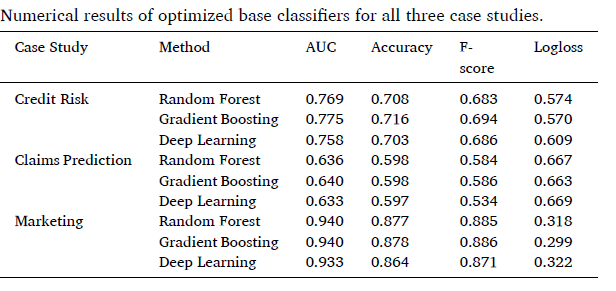 Numerical results of optimized base classifiers for all three case studies.
Case Study Method AUC Accuracy F-score Logloss
Credit Risk Random Forest 0.769 0.708 0.683 0.574
Gradient Boosting 0.775 0.716 0.694 0.570
Deep Learning 0.758 0.703 0.686 0.609
Claims Prediction Random Forest 0.636 0.598 0.584 0.667
Gradient Boosting 0.640 0.598 0.586 0.663
Deep Learning 0.633 0.597 0.534 0.669
Marketing Random Forest 0.940 0.877 0.885 0.318
Gradient Boosting 0.940 0.878 0.886 0.299
Deep Learning 0.933 0.864 0.871 0.322